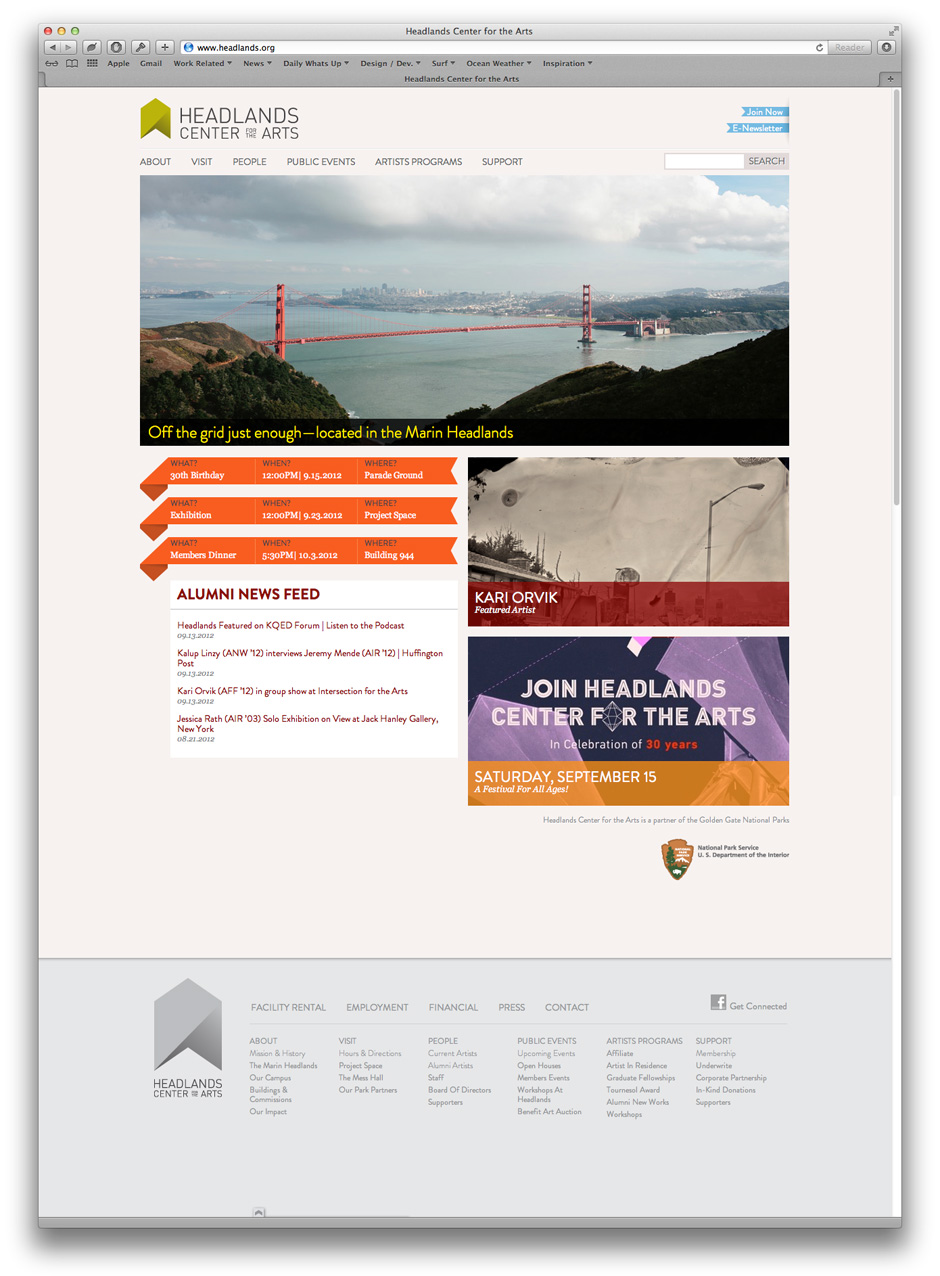 Headlands Center for the Arts
www.headlands.org
Reader
Apple Gmail Work Related News Daily Whats Up Design / Dev. Surf Ocean Weather Inspiration
Headlands Center for the Arts
HEADLANDS
CENTER FOR THE ARTS
Join Now
E-Newsletter
ABOUT VISIT PEOPLE PUBLIC EVENTS ARTISTS PROGRAMS SUPPORT
SEARCH
Off the grid just enough—located in the Marin Headlands
WHAT? WHEN? WHERE?
30th Birthday 12:00PM| 9.15.2012 Parade Ground
WHAT? WHEN? WHERE?
Exhibition 12:00PM| 9.23.2012 Project Space
WHAT? WHEN? WHERE?
Members Dinner 5:30PM| 10.3.2012 Building 944
ALUMNI NEWS FEED
Headlands Featured on KQED Forum | Listen to the Podcast
09.13.2012
Kalup Linzy (ANW '12) interviews Jeremy Mende (AIR '12) | Huffington
Post
09.13.2012
Kari Orvik (AFF '12) in group show at Intersection for the Arts
09.13.2012
Jessica Rath (AIR '03) Solo Exhibition on View at Jack Hanley Gallery,
New York
08.21.2012
KARI ORVIK
Featured Artist
JOIN HEADLANDS
CENTER FOR THE ARTS
In Celebration of 30 years
SATURDAY, SEPTEMBER 15
A Festival For All Ages!
Headlands Center for the Arts is a partner of the Golden Gate National Parks
National Park Service
U. S. Department of the Interior
HEADLANDS
CENTER FOR THE ARTS
FACILITY RENTAL EMPLOYMENT FINANCIAL PRESS CONTACT
Get Connected
ABOUT
Mission & History
The Marin Headlands
Our Campus
Buildings &
Commissions
Our Impact
VISIT
Hours & Directions
Project Space
The Mess Hall
Our Park Partners
PEOPLE
Current Artists
Alumni Artists
Staff
Board Of Directors
Supporters
PUBLIC EVENTS
Upcoming Events
Open Houses
Members Events
Workshops At
Headlands
Benefit Art Auction
ARTISTS PROGRAMS
Affiliate
Artist In Residence
Graduate Fellowships
Tournesol Award
Alumni New Works
Workshops
SUPPORT
Membership
Underwrite
Corporate Partnership
In-Kind Donations
Supporters